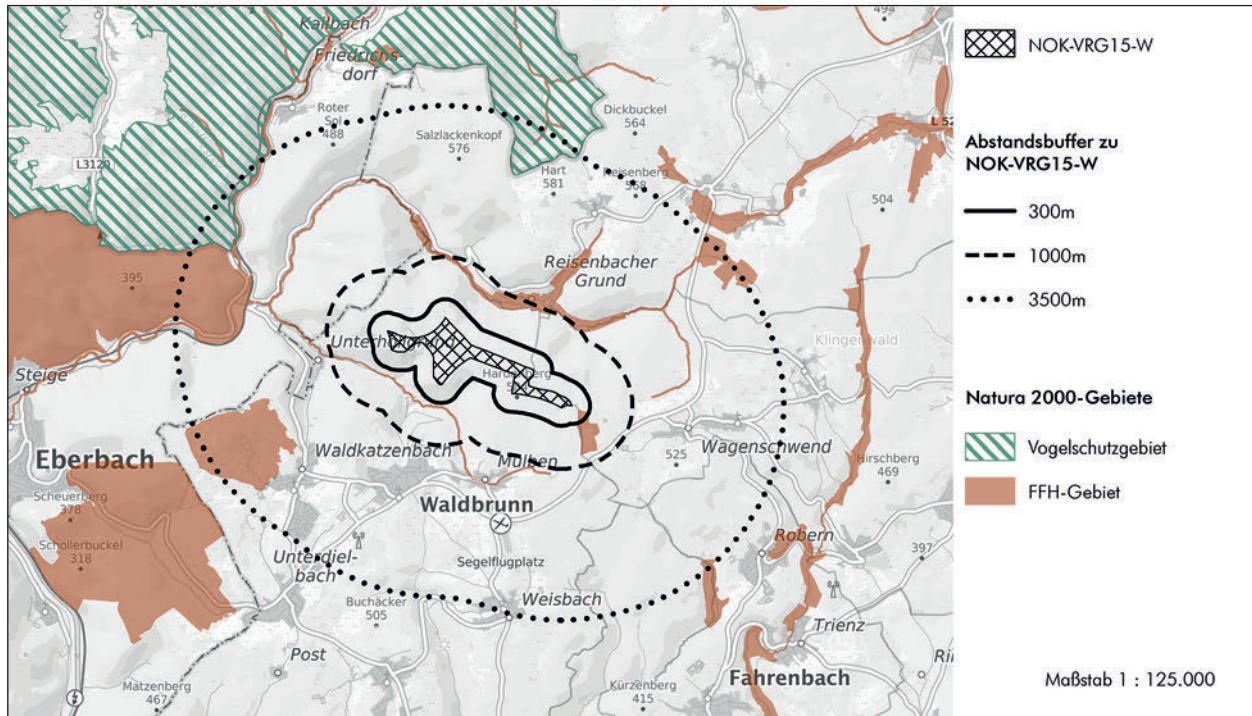 Kailbach
Friedrichs-
dorf
494
Roter
Sol
488
Dickbuckel
564
Salzlackenkopf
576
L3120
Hart
581
Reisenberg
568
504
395
Reisenbacher
Grund
Klingenwald
Steige
Eberbach
Waldkatzenbach
Mülben
Wagenschwend
525
Hirschberg
469
Scheuerberg
378
Waldbrunn
Schollerbuckel
318
Segelflugplatz
Robern
397
Unterdiel-
bach
Buchäcker
505
Weisbach
Trienz
Post
Fahrenbach
Matzenberg
467
Kürzenberg
415
NOK-VRG15-W
Abstandsbuffer zu
NOK-VRG15-W
300m
1000m
3500m
Natura 2000-Gebiete
Vogelschutzgebiet
FFH-Gebiet
Maßstab 1 : 125.000